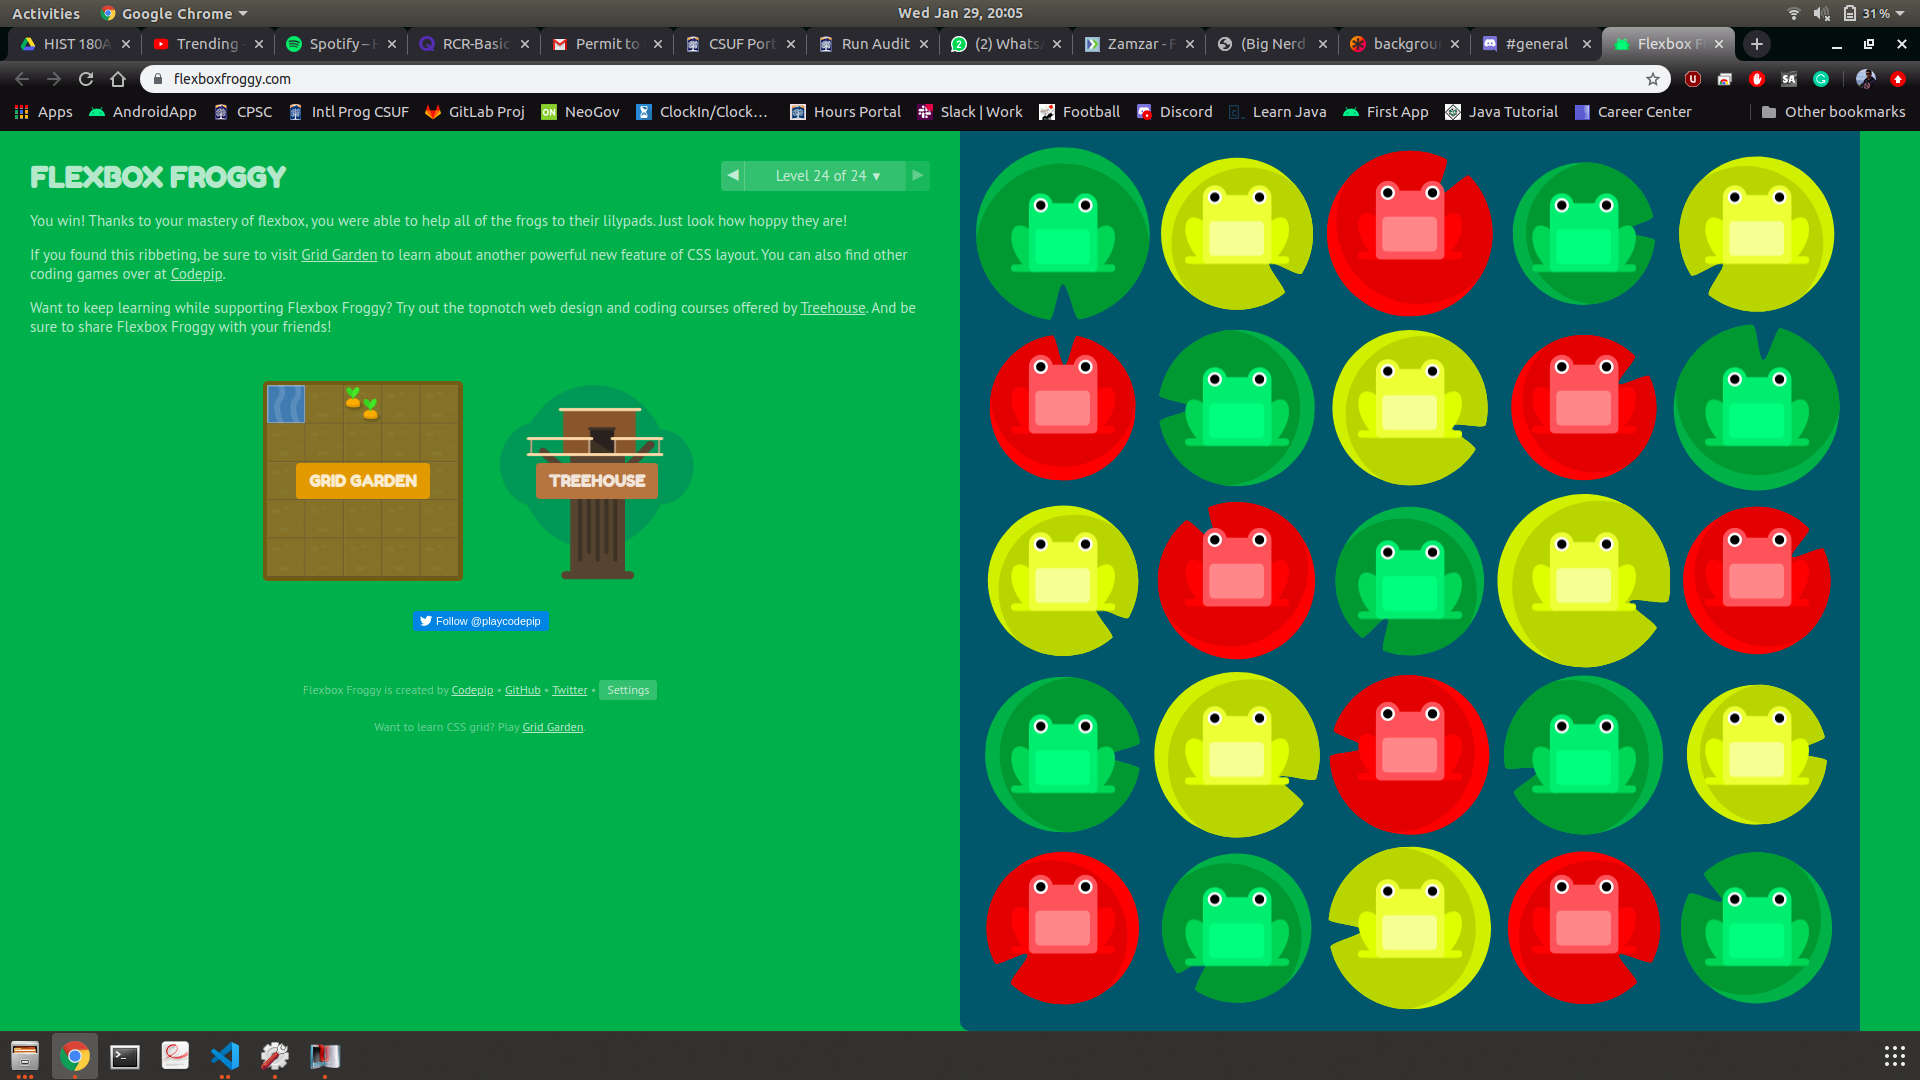 Activities Google Chrome Wed Jan 29, 20:05 31 %
HIST 180A Trending Spotify – RCR-Basic Permit to CSUF Port Run Audit (2) Whats Zamzar - (Big Nerd backgrou #general Flexbox F
flexboxfroggy.com
Apps AndroidApp CPSC Intl Prog CSUF GitLab Proj NeoGov ClockIn/Clock... Hours Portal Slack | Work Football Discord Learn Java First App Java Tutorial Career Center Other bookmarks
FLEXBOX FROGGY
◀ Level 24 of 24 ▼ ▶
You win! Thanks to your mastery of flexbox, you were able to help all of the frogs to their lilypads. Just look how hoppy they are!
If you found this ribbeting, be sure to visit Grid Garden to learn about another powerful new feature of CSS layout. You can also find other
coding games over at Codepip.
Want to keep learning while supporting Flexbox Froggy? Try out the topnotch web design and coding courses offered by Treehouse. And be
sure to share Flexbox Froggy with your friends!
GRID GARDEN TREEHOUSE
Follow @playcodepip
Flexbox Froggy is created by Codepip • GitHub • Twitter • Settings
Want to learn CSS grid? Play Grid Garden.